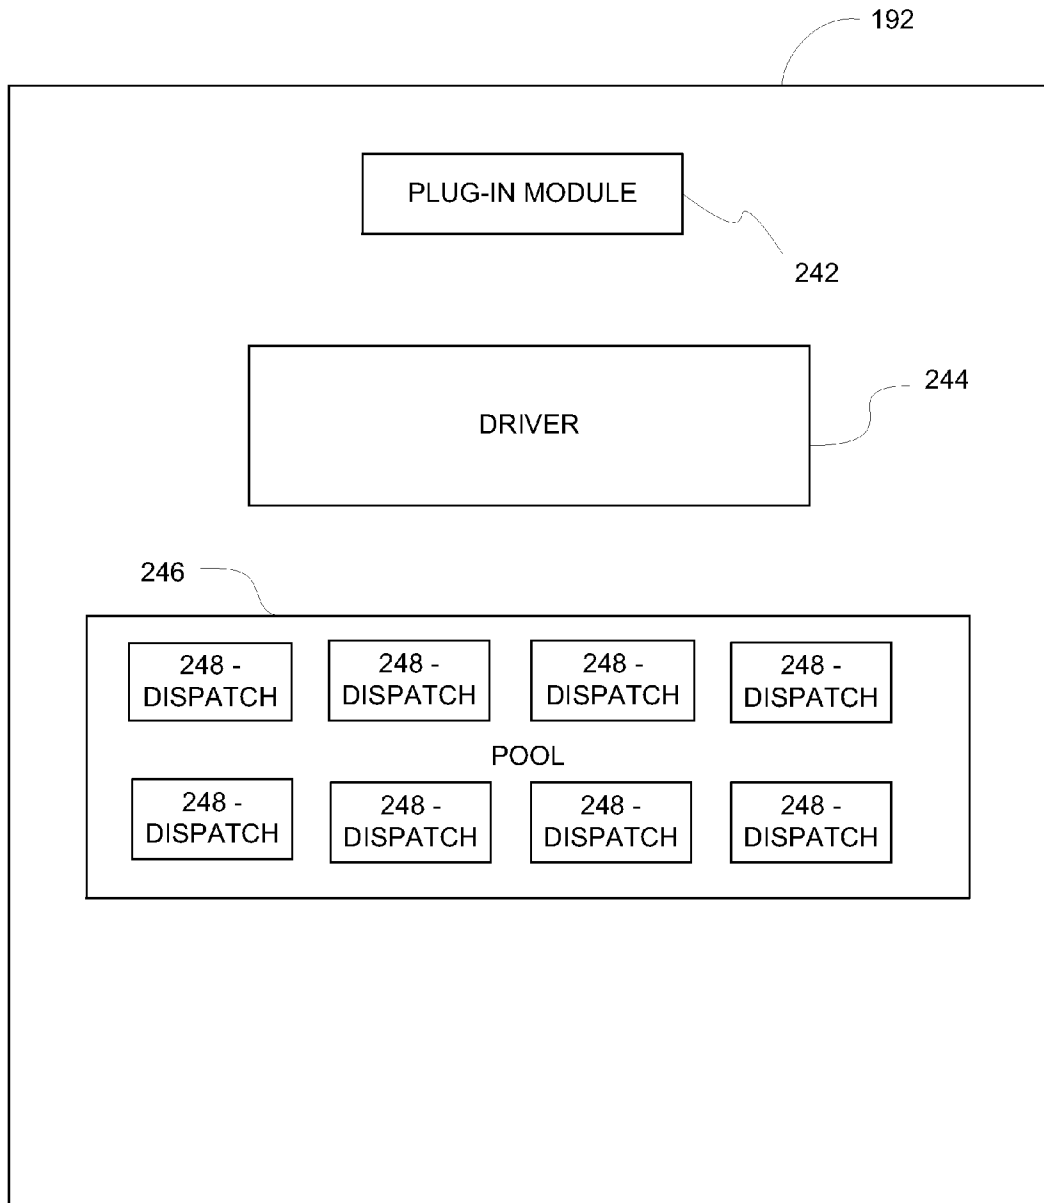 192
PLUG-IN MODULE
242
244
DRIVER
246
248 -
DISPATCH
248 -
DISPATCH
248 -
DISPATCH
248 -
DISPATCH
POOL
248 -
DISPATCH
248 -
DISPATCH
248 -
DISPATCH
248 -
DISPATCH